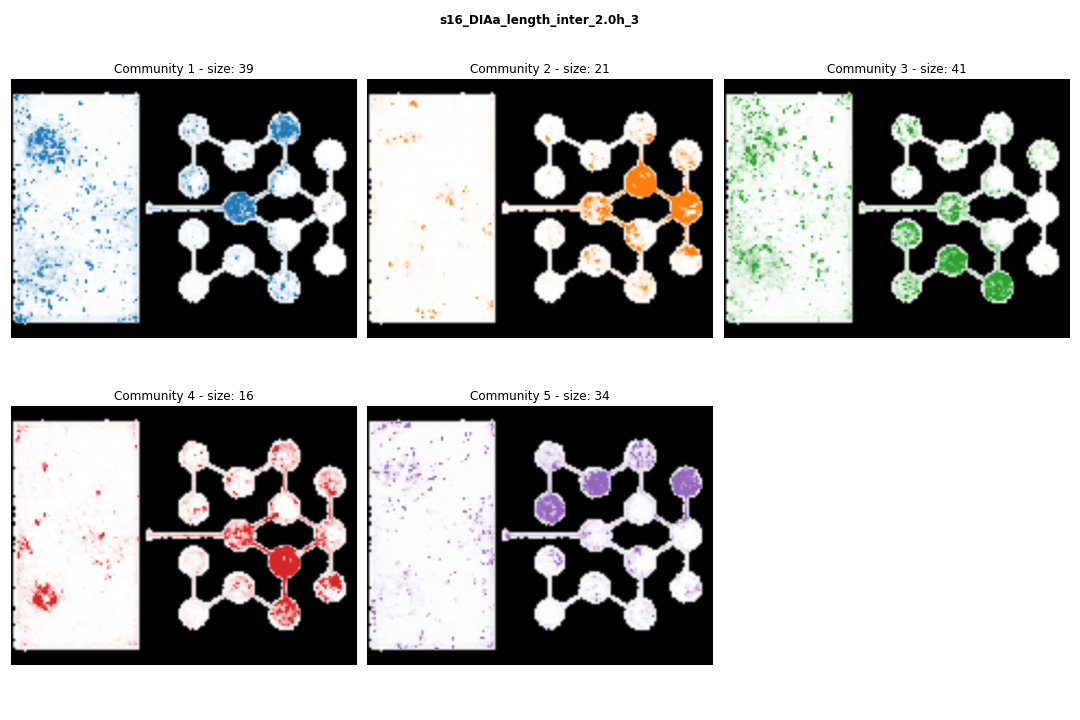 s16_DIAa_length_inter_2.0h_3
Community 1 - size: 39
Community 2 - size: 21
Community 3 - size: 41
Community 4 - size: 16
Community 5 - size: 34